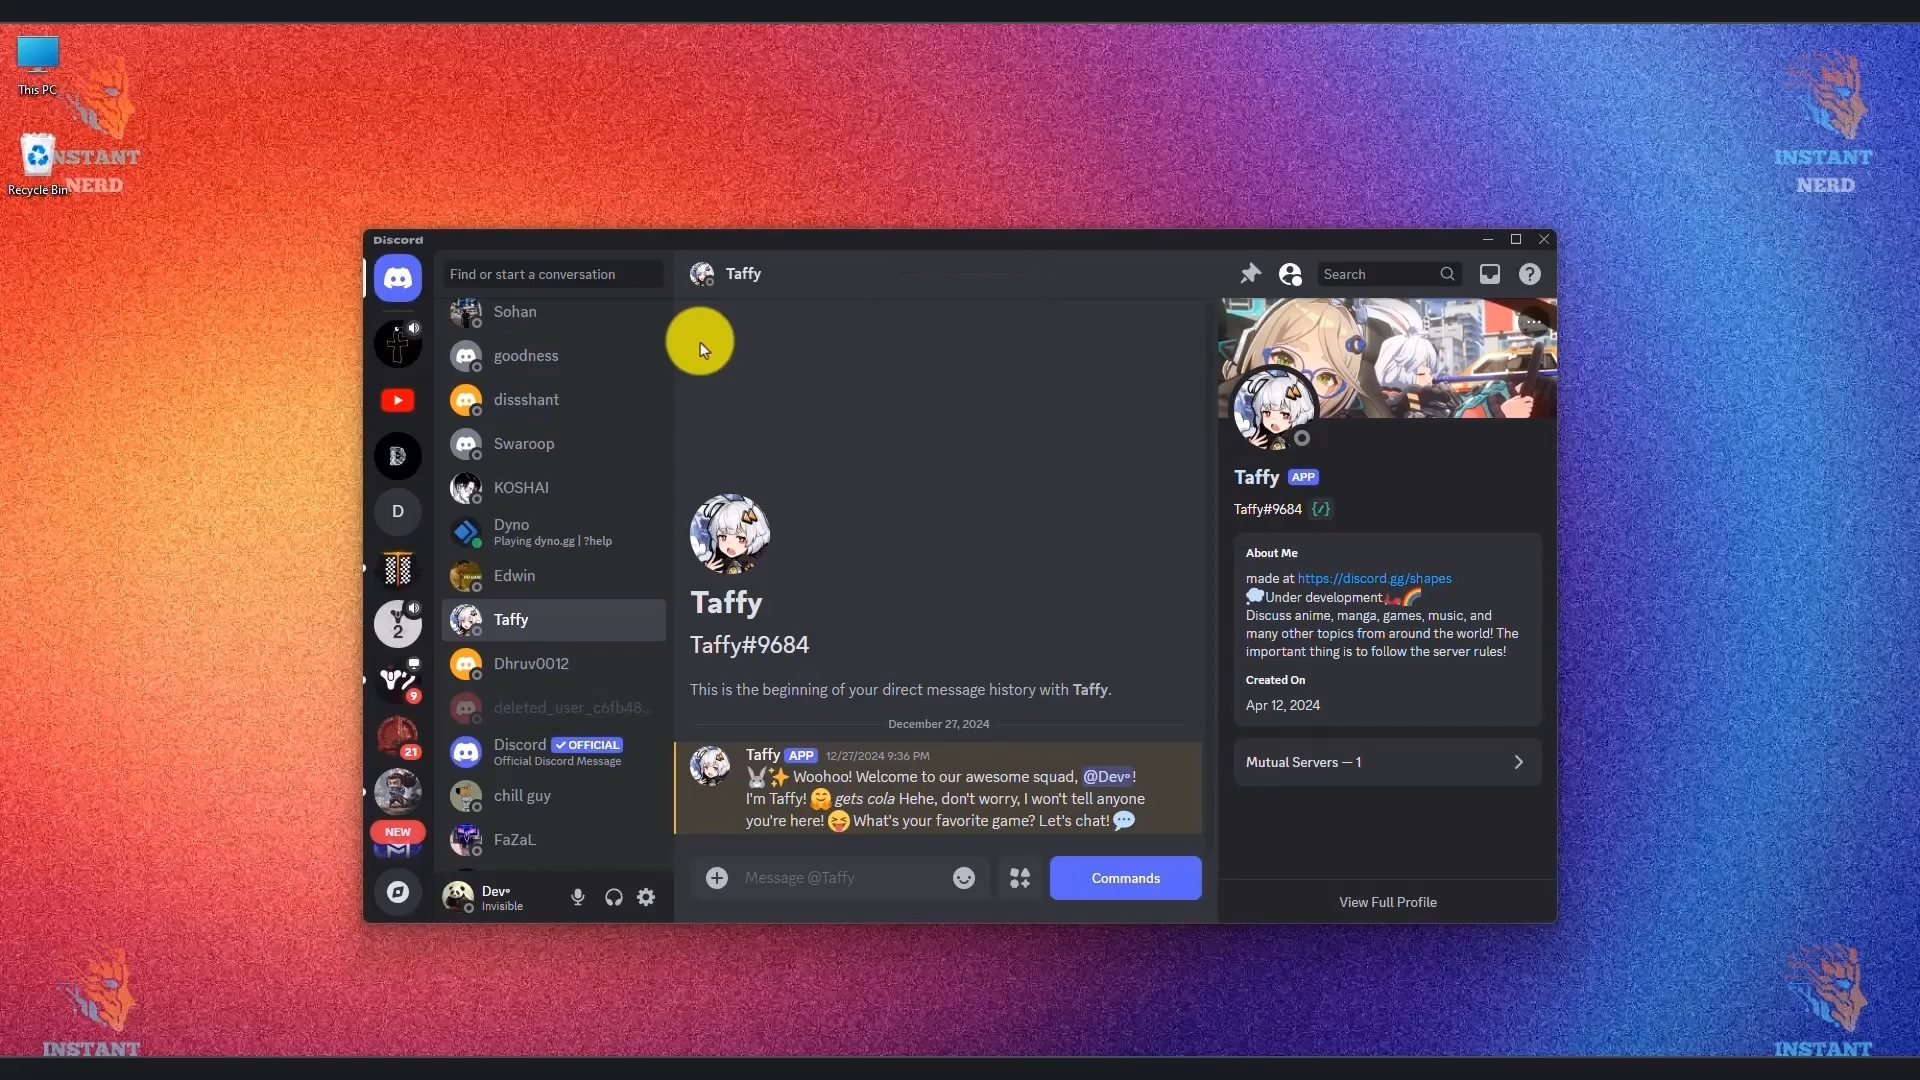 This PC
INSTANT
NERD
Recycle Bin
INSTANT
NERD
Discord
Find or start a conversation
Taffy
Search
Sohan
goodness
dissshant
Swaroop
KOSHAI
Dyno
Playing dyno.gg | ?help
Edwin
Taffy
Dhruv0012
deleted_user_c6fb48...
Discord ✓ OFFICIAL
Official Discord Message
chill guy
FaZaL
D
2
9
21
NEW
Dev°
Invisible
Taffy
Taffy#9684
This is the beginning of your direct message history with Taffy.
December 27, 2024
Taffy APP 12/27/2024 9:36 PM
🐰✨ Woohoo! Welcome to our awesome squad, @Dev°!
I'm Taffy! 🤗 gets cola Hehe, don't worry, I won't tell anyone
you're here! 😝 What's your favorite game? Let's chat! 💬
Message @Taffy
Commands
Taffy APP
Taffy#9684 {/}
About Me
made at https://discord.gg/shapes
💭Under development🛴🌈
Discuss anime, manga, games, music, and
many other topics from around the world! The
important thing is to follow the server rules!
Created On
Apr 12, 2024
Mutual Servers — 1
View Full Profile
INSTANT
INSTANT